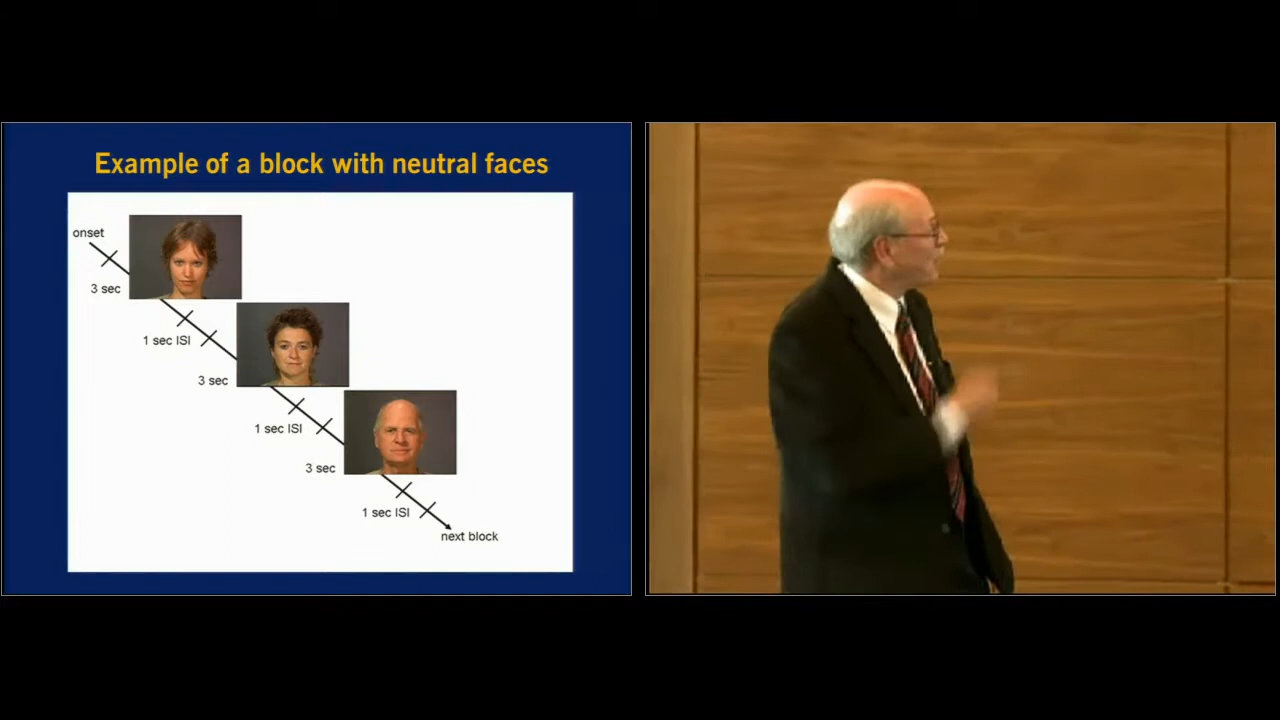 Example of a block with neutral faces
onset
3 sec
1 sec ISI
3 sec
1 sec ISI
3 sec
1 sec ISI
next block